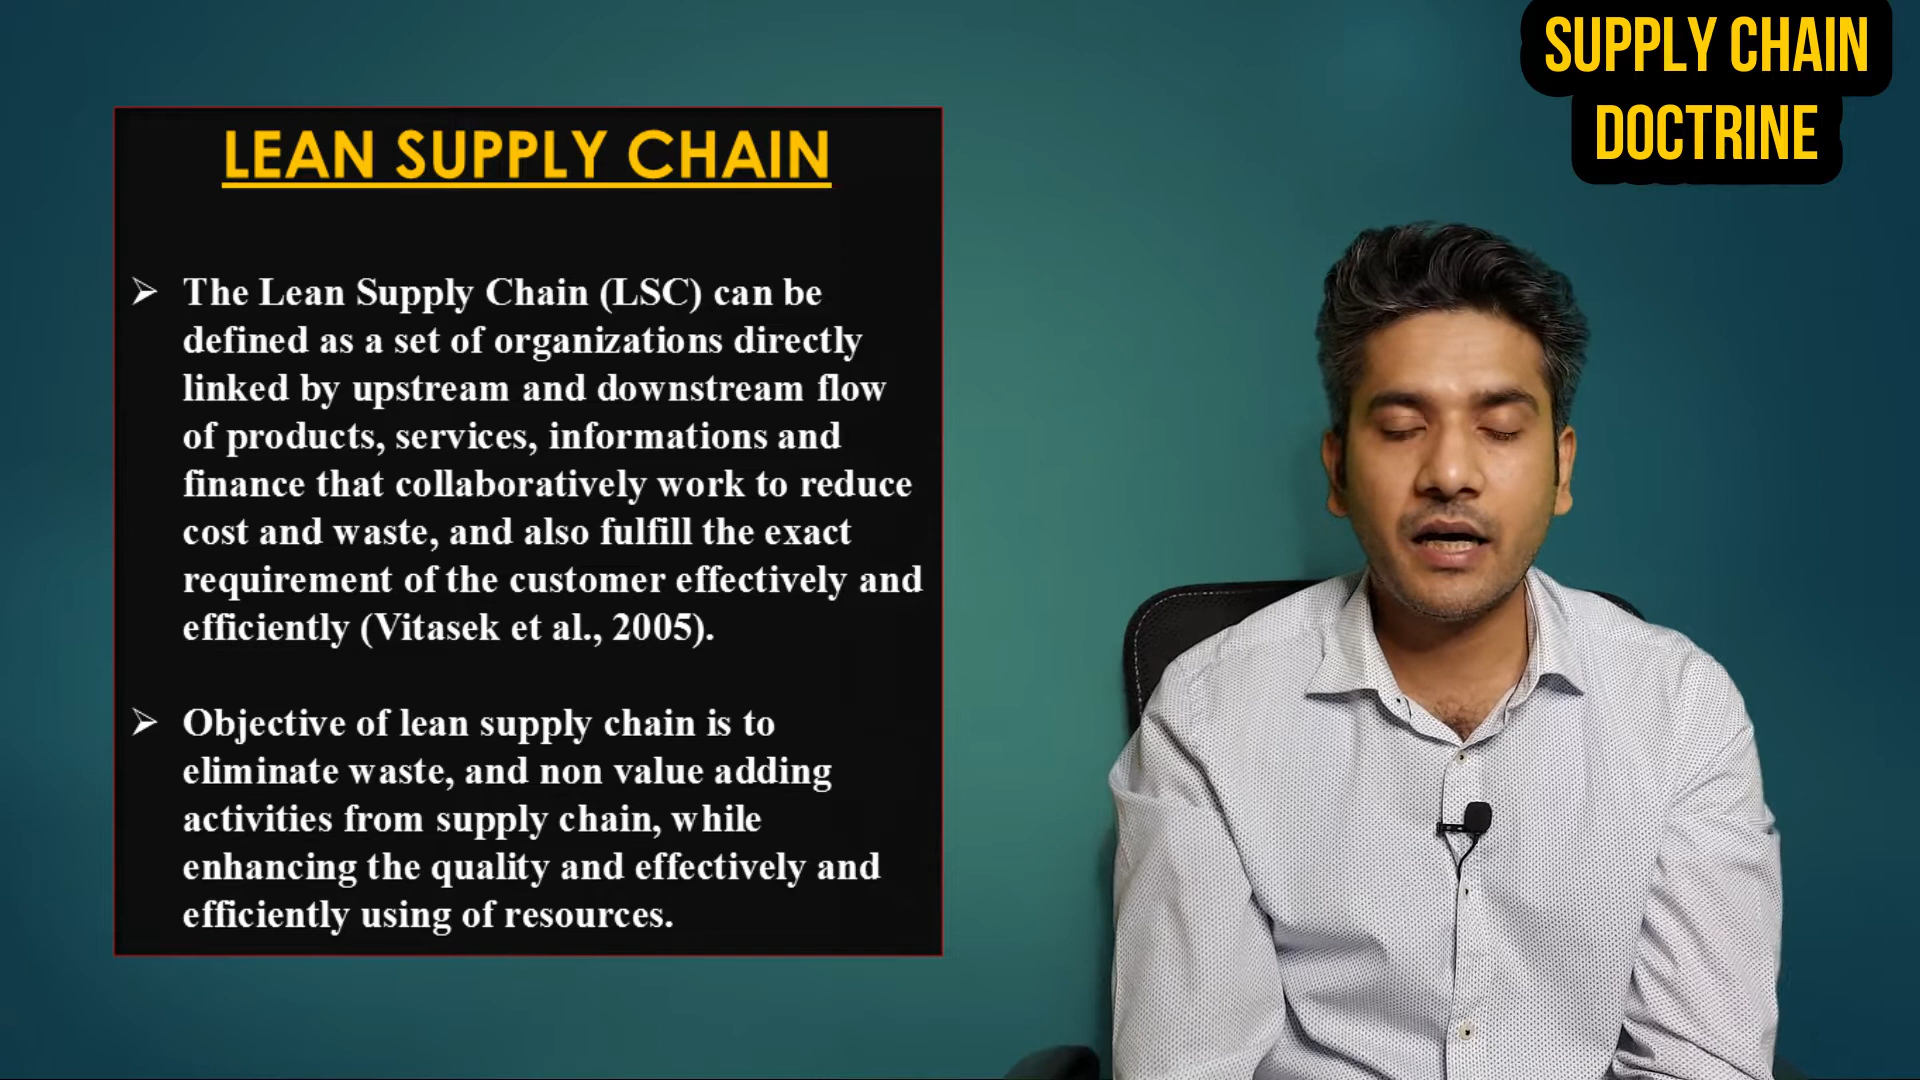 SUPPLY CHAIN
DOCTRINE
LEAN SUPPLY CHAIN
➢ The Lean Supply Chain (LSC) can be
defined as a set of organizations directly
linked by upstream and downstream flow
of products, services, informations and
finance that collaboratively work to reduce
cost and waste, and also fulfill the exact
requirement of the customer effectively and
efficiently (Vitasek et al., 2005).
➢ Objective of lean supply chain is to
eliminate waste, and non value adding
activities from supply chain, while
enhancing the quality and effectively and
efficiently using of resources.